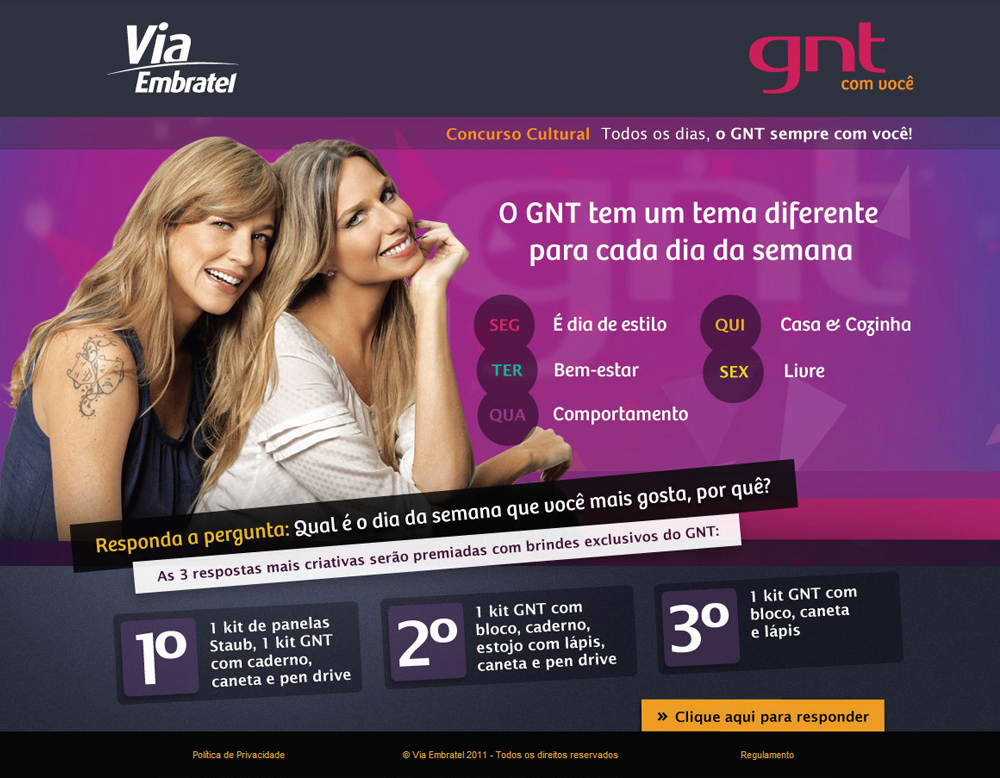 Via
Embratel
gnt
com você
Concurso Cultural Todos os dias, o GNT sempre com você!
gnt
O GNT tem um tema diferente
para cada dia da semana
SEG É dia de estilo
TER Bem-estar
QUA Comportamento
QUI Casa & Cozinha
SEX Livre
Responda a pergunta: Qual é o dia da semana que você mais gosta, por quê?
As 3 respostas mais criativas serão premiadas com brindes exclusivos do GNT:
1º
1 kit de panelas
Staub, 1 kit GNT
com caderno,
caneta e pen drive
2º
1 kit GNT com
bloco, caderno,
estojo com lápis,
caneta e pen drive
3º
1 kit GNT com
bloco, caneta
e lápis
» Clique aqui para responder
Política de Privacidade
© Via Embratel 2011 - Todos os direitos reservados
Regulamento